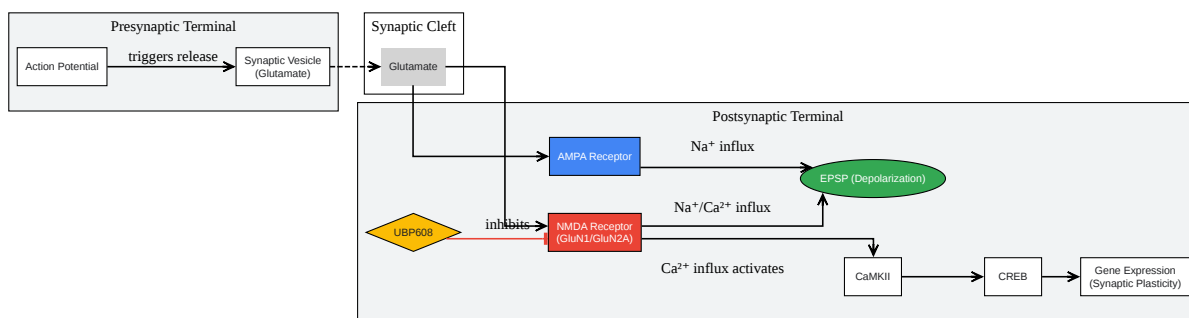 Presynaptic Terminal
Action Potential
triggers release
Synaptic Vesicle
(Glutamate)
Synaptic Cleft
Glutamate
Postsynaptic Terminal
AMPA Receptor
Na⁺ influx
EPSP (Depolarization)
UBP608
inhibits
NMDA Receptor
(GluN1/GluN2A)
Na⁺/Ca²⁺ influx
Ca²⁺ influx activates
CaMKII
CREB
Gene Expression
(Synaptic Plasticity)